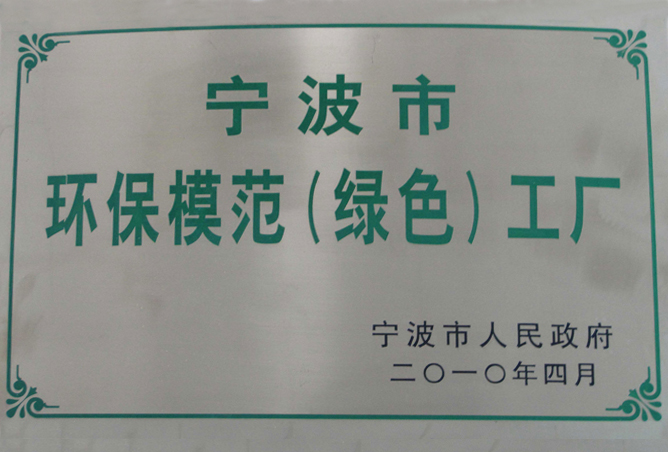 宁波市
环保模范(绿色)工厂
宁波市人民政府
二〇一〇年四月